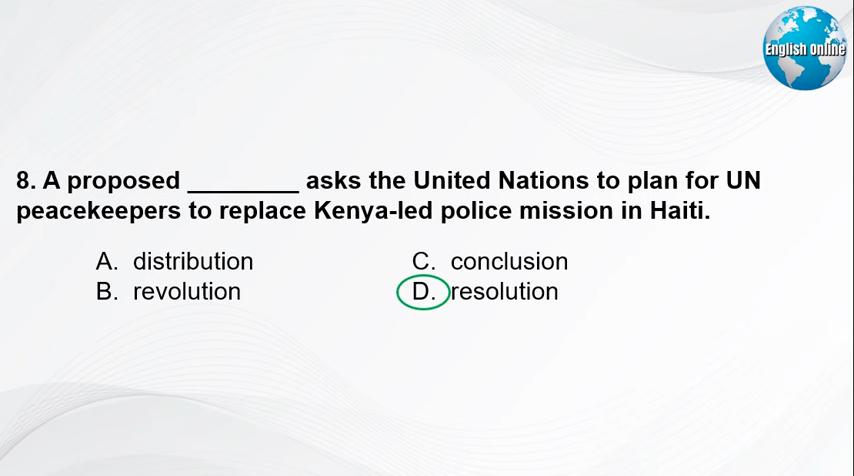 English Online
8. A proposed ________ asks the United Nations to plan for UN
peacekeepers to replace Kenya-led police mission in Haiti.
A. distribution
B. revolution
C. conclusion
D. resolution